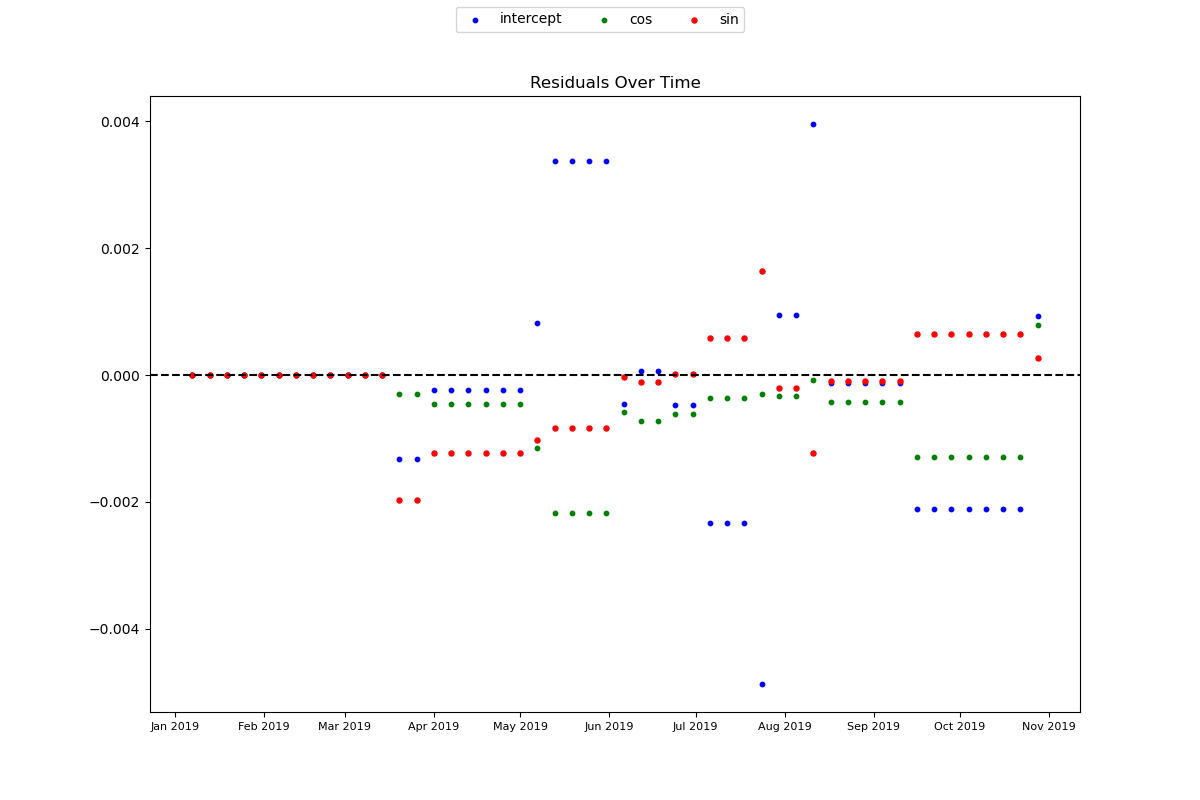 intercept cos sin
Residuals Over Time
0.004
0.002
0.000
−0.002
−0.004
Jan 2019 Feb 2019 Mar 2019 Apr 2019 May 2019 Jun 2019 Jul 2019 Aug 2019 Sep 2019 Oct 2019 Nov 2019